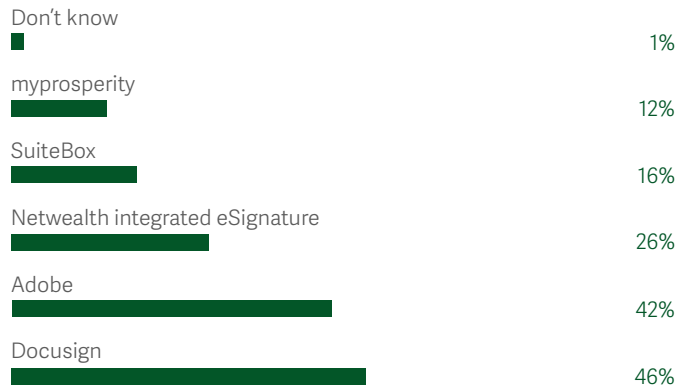 Don’t know
1%
myprosperity
12%
SuiteBox
16%
Netwealth integrated eSignature
26%
Adobe
42%
Docusign
46%